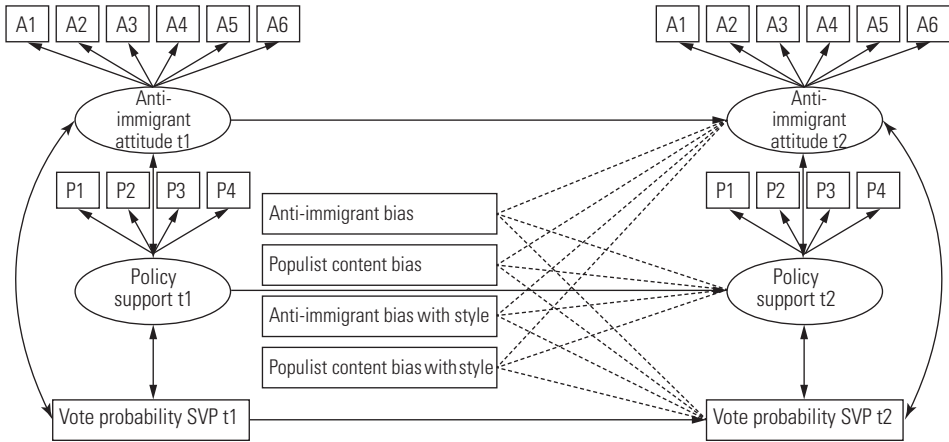 A1 A2 A3 A4 A5 A6 A1 A2 A3 A4 A5 A6
Anti-
immigrant
attitude t1
Anti-
immigrant
attitude t2
P1 P2 P3 P4 P1 P2 P3 P4
Anti-immigrant bias
Populist content bias
Anti-immigrant bias with style
Populist content bias with style
Policy
support t1
Policy
support t2
Vote probability SVP t1
Vote probability SVP t2